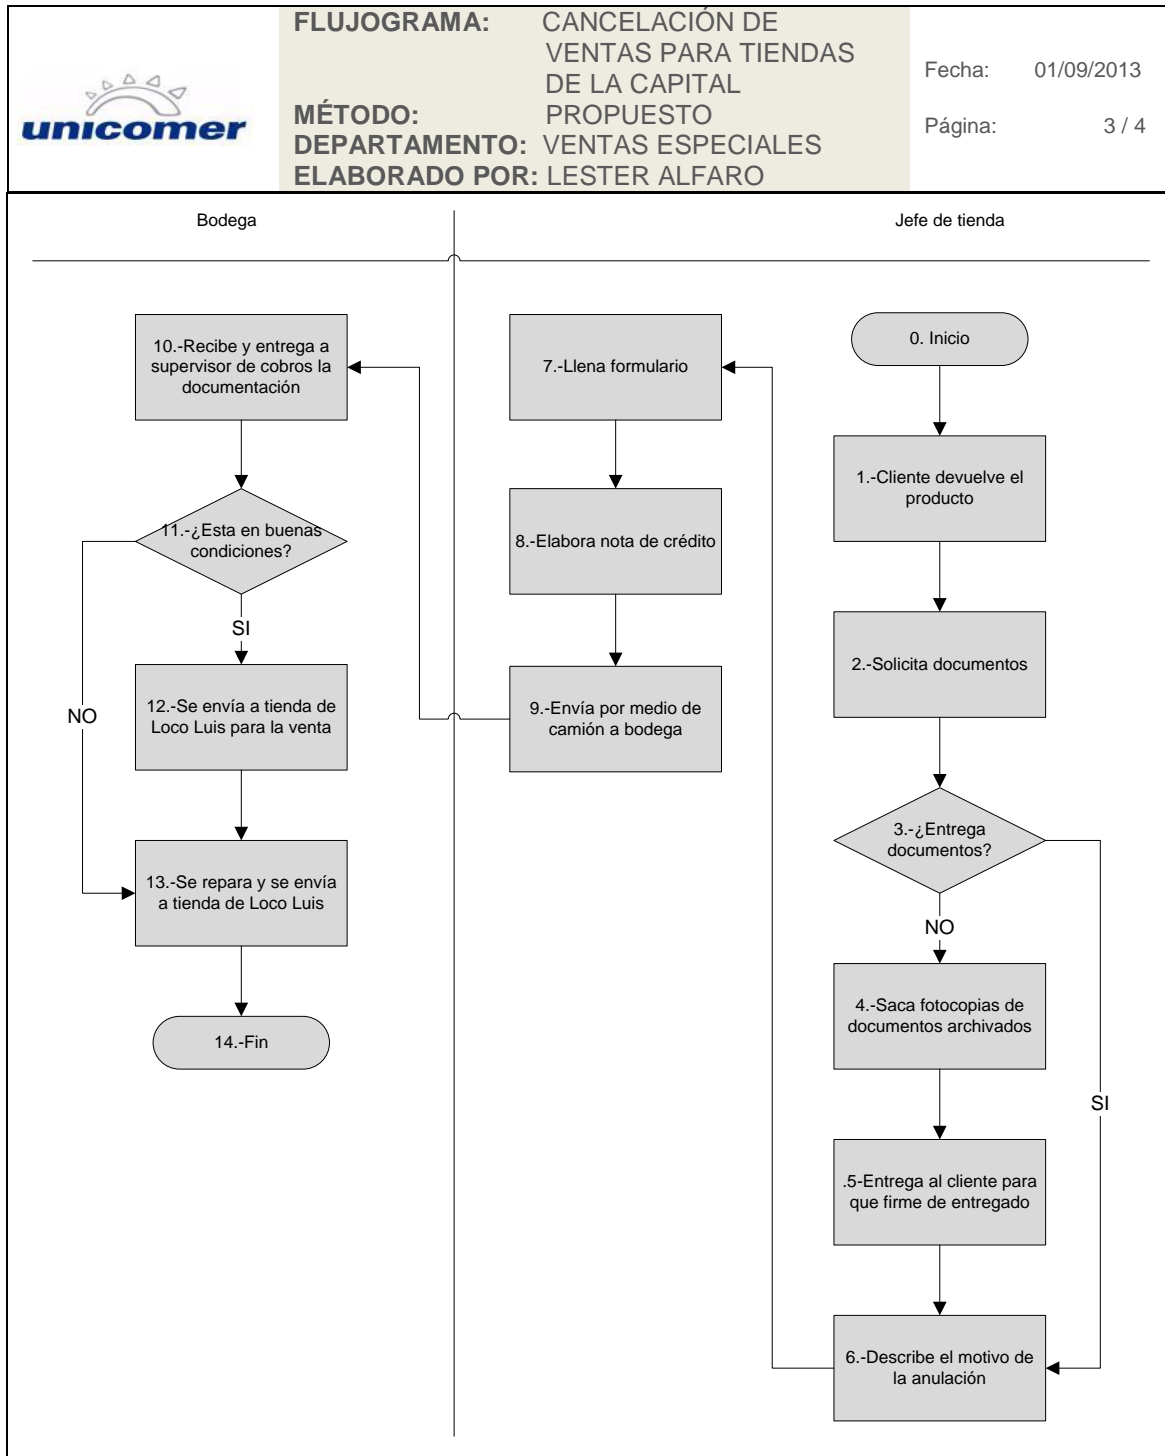 unicomer
FLUJOGRAMA: CANCELACIÓN DE
VENTAS PARA TIENDAS
DE LA CAPITAL
MÉTODO: PROPUESTO
DEPARTAMENTO: VENTAS ESPECIALES
ELABORADO POR: LESTER ALFARO
Fecha: 01/09/2013
Página: 3 / 4
Bodega
Jefe de tienda
0. Inicio
1.-Cliente devuelve el
producto
2.-Solicita documentos
3.-¿Entrega
documentos?
NO
SI
4.-Saca fotocopias de
documentos archivados
.5-Entrega al cliente para
que firme de entregado
6.-Describe el motivo de
la anulación
7.-Llena formulario
8.-Elabora nota de crédito
9.-Envía por medio de
camión a bodega
10.-Recibe y entrega a
supervisor de cobros la
documentación
11.-¿Esta en buenas
condiciones?
SI
NO
12.-Se envía a tienda de
Loco Luis para la venta
13.-Se repara y se envía
a tienda de Loco Luis
14.-Fin